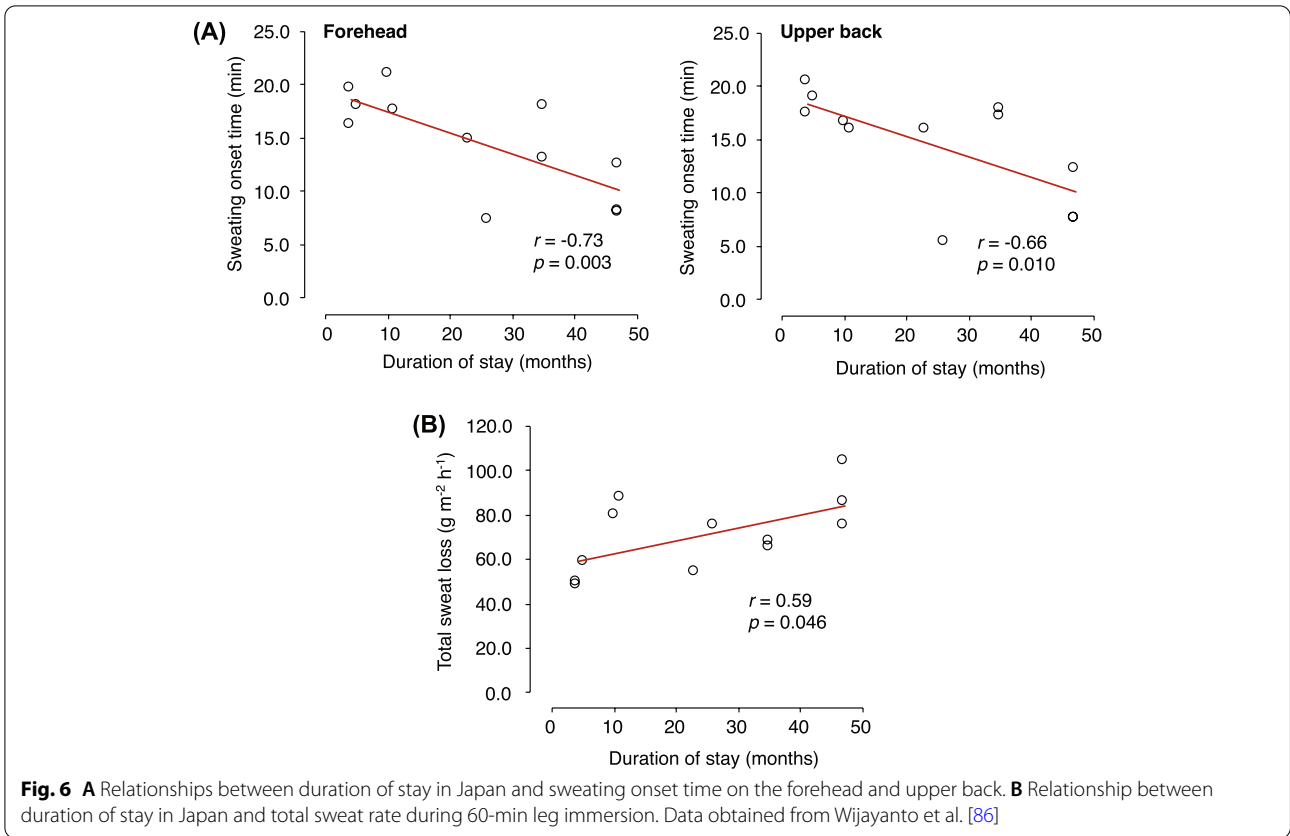 (A) Forehead
25.0
20.0
15.0
10.0
5.0
0.0
Sweating onset time (min)
r = -0.73
p = 0.003
0 10 20 30 40 50
Duration of stay (months)
Upper back
25.0
20.0
15.0
10.0
5.0
0.0
Sweating onset time (min)
r = -0.66
p = 0.010
0 10 20 30 40 50
Duration of stay (months)
(B)
120.0
100.0
80.0
60.0
40.0
20.0
0.0
Total sweat loss (g m⁻² h⁻¹)
r = 0.59
p = 0.046
0 10 20 30 40 50
Duration of stay (months)
Fig. 6 A Relationships between duration of stay in Japan and sweating onset time on the forehead and upper back. B Relationship between
duration of stay in Japan and total sweat rate during 60-min leg immersion. Data obtained from Wijayanto et al. [86]